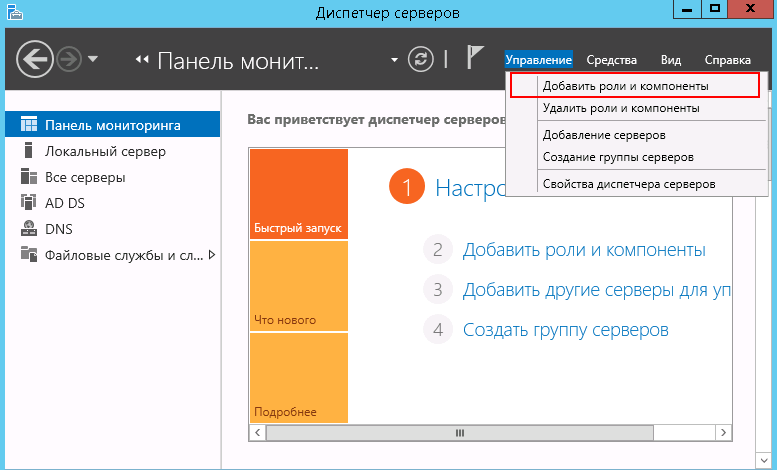 Диспетчер серверов
Панель монит...
Управление Средства Вид Справка
Добавить роли и компоненты
Удалить роли и компоненты
Добавление серверов
Создание группы серверов
Свойства диспетчера серверов
Панель мониторинга
Локальный сервер
Все серверы
AD DS
DNS
Файловые службы и сл...
Вас приветствует диспетчер серверов
Быстрый запуск
Что нового
Подробнее
1 Настро
2 Добавить роли и компоненты
3 Добавить другие серверы для уп
4 Создать группу серверов